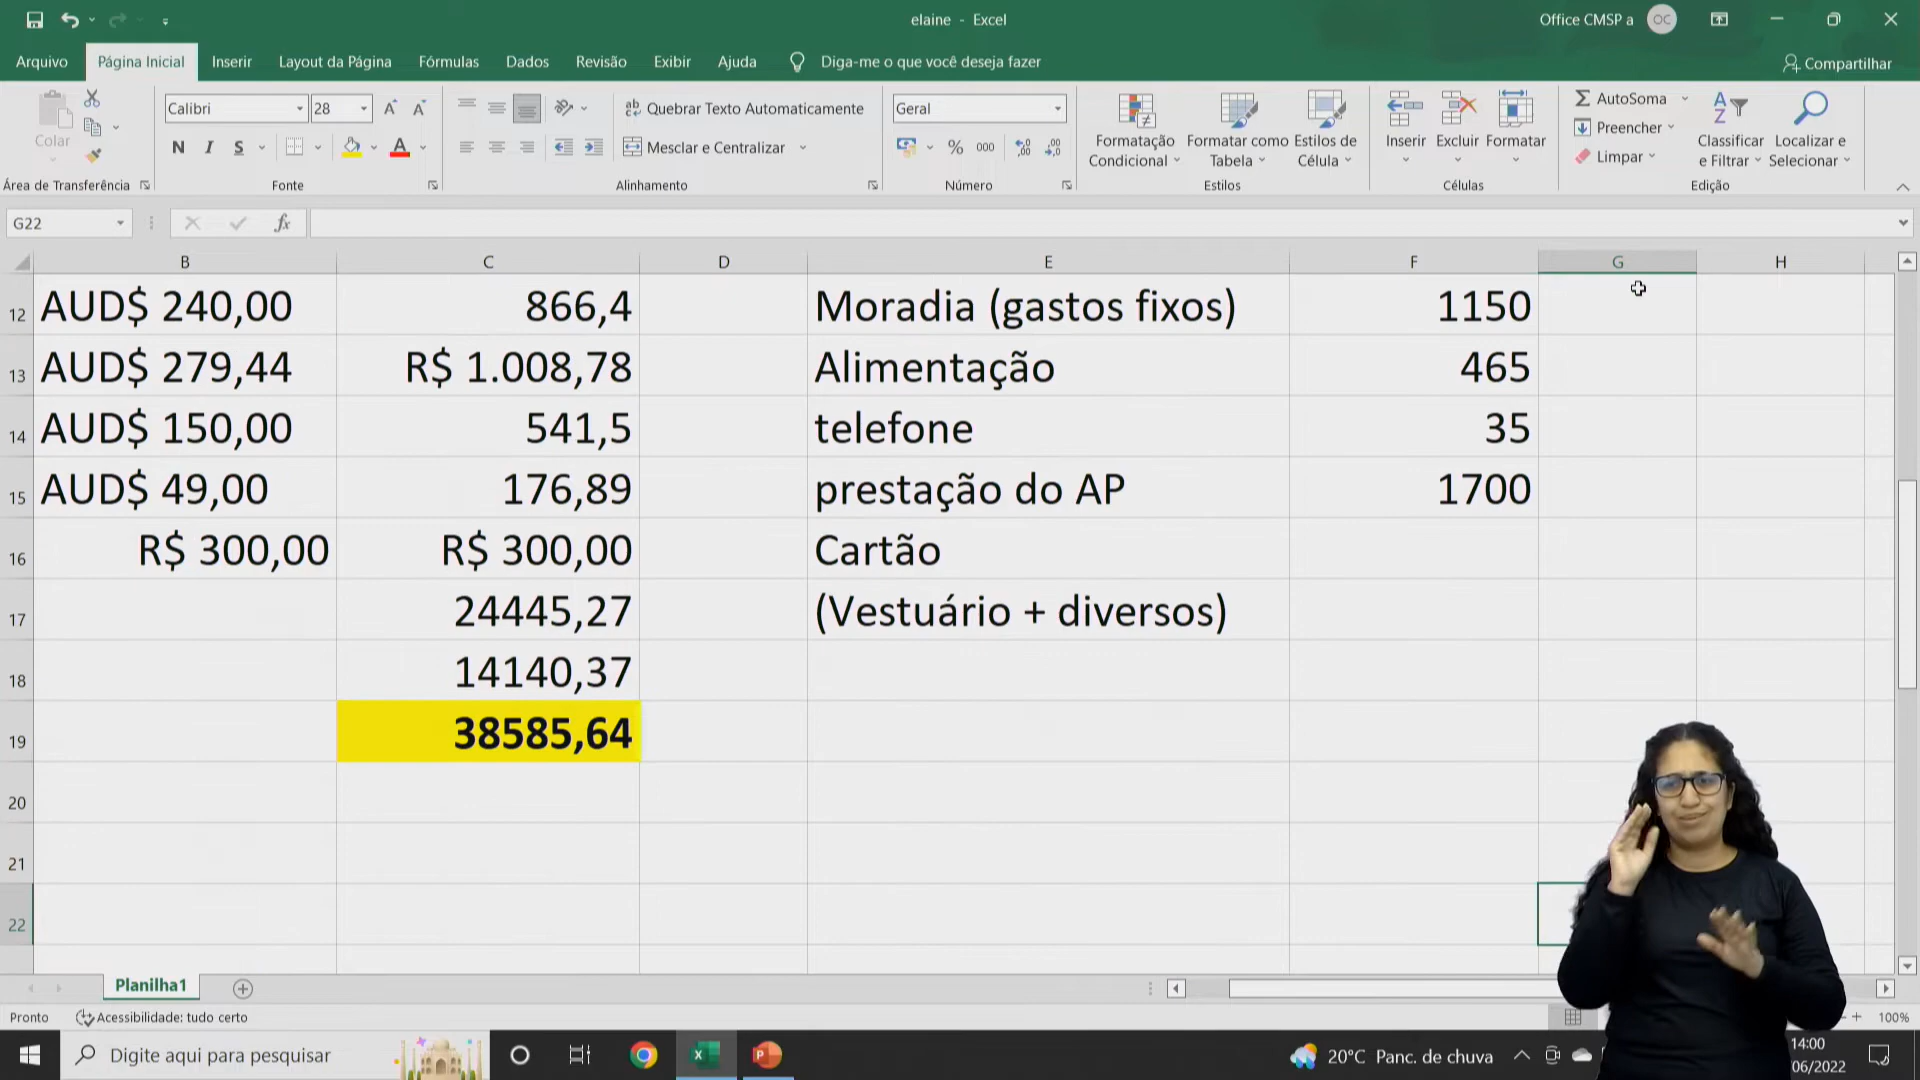 elaine - Excel
Office CMSP a
OC
Arquivo
Página Inicial
Inserir
Layout da Página
Fórmulas
Dados
Revisão
Exibir
Ajuda
Diga-me o que você deseja fazer
Compartilhar
Colar
Área de Transferência
Calibri
28
N I S
Fonte
Quebrar Texto Automaticamente
Mesclar e Centralizar
Alinhamento
Geral
% 000
Número
Formatação Condicional
Formatar como Tabela
Estilos de Célula
Estilos
Inserir
Excluir
Formatar
Células
AutoSoma
Preencher
Limpar
Classificar e Filtrar
Localizar e Selecionar
Edição
G22
fx
B C D E F G H
12 AUD$ 240,00 866,4 Moradia (gastos fixos) 1150
13 AUD$ 279,44 R$ 1.008,78 Alimentação 465
14 AUD$ 150,00 541,5 telefone 35
15 AUD$ 49,00 176,89 prestação do AP 1700
16 R$ 300,00 R$ 300,00 Cartão
17 24445,27 (Vestuário + diversos)
18 14140,37
19 38585,64
20
21
22
Planilha1
Pronto
Acessibilidade: tudo certo
100%
Digite aqui para pesquisar
20°C Panc. de chuva
14:00
06/2022